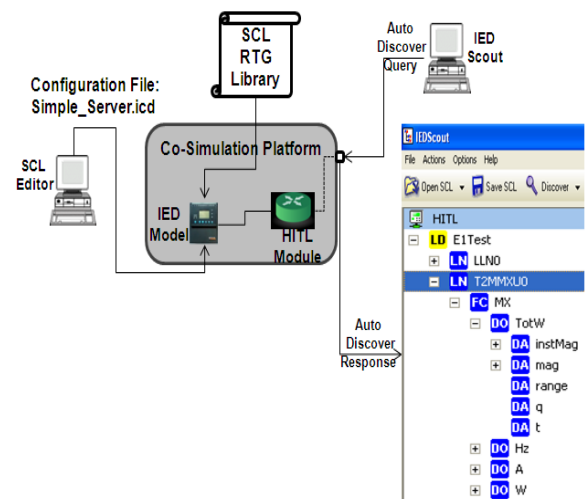 SCL
RTG
Library
Auto
Discover
Query
IED
Scout
Configuration File:
Simple_Server.icd
SCL
Editor
Co-Simulation Platform
IED
Model
HITL
Module
Auto
Discover
Response
IEDScout
File Actions Options Help
Open SCL Save SCL Discover
HITL
LD E1Test
LN LLN0
LN T2MMXU0
FC MX
DO TotW
DA instMag
DA mag
DA range
DA q
DA t
DO Hz
DO A
DO W